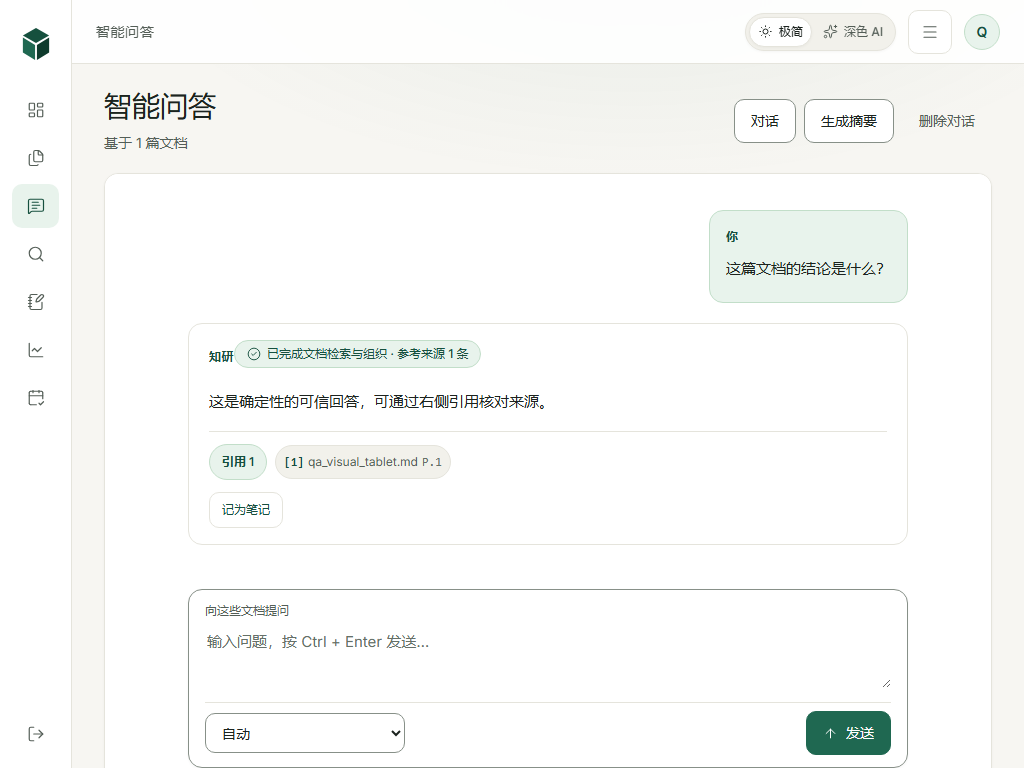 智能问答
极简
深色 AI
Q
智能问答
基于 1 篇文档
对话
生成摘要
删除对话
你
这篇文档的结论是什么？
知研
已完成文档检索与组织 · 参考来源 1 条
这是确定性的可信回答，可通过右侧引用核对来源。
引用 1
[1] qa_visual_tablet.md P.1
记为笔记
向这些文档提问
输入问题，按 Ctrl + Enter 发送...
自动
发送